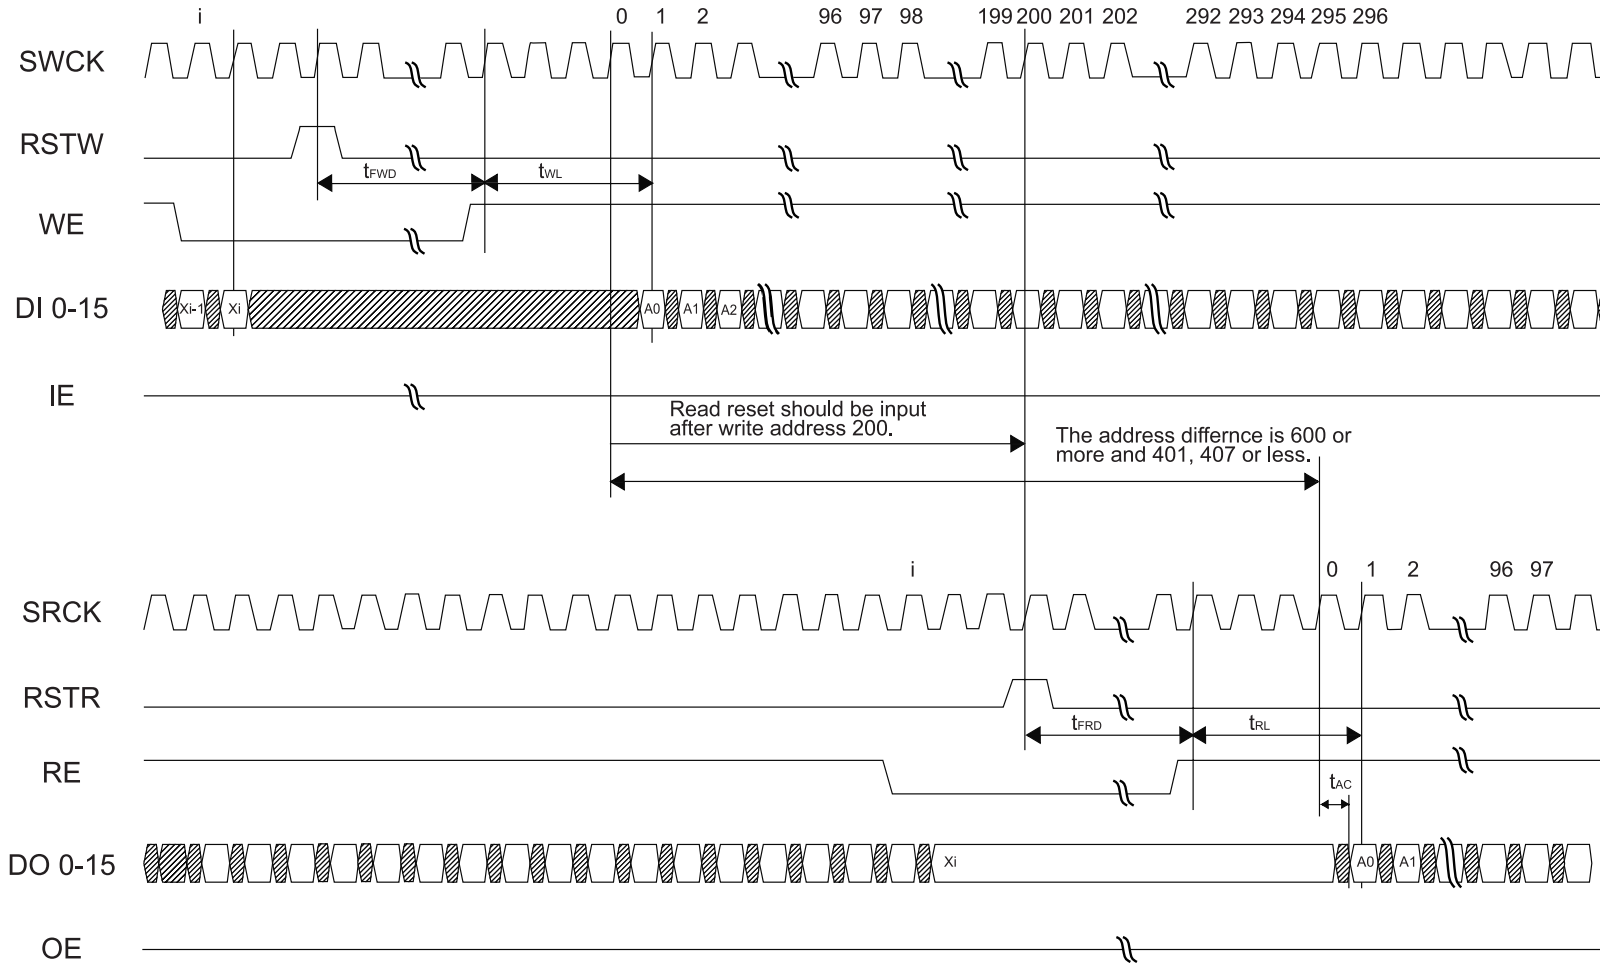 i 0 1 2 96 97 98 199 200 201 202 292 293 294 295 296
SWCK
RSTW
tFWD tWL
WE
DI 0-15 Xi-1 Xi A0 A1 A2
IE
Read reset should be input
after write address 200.
The address differnce is 600 or
more and 401, 407 or less.
i 0 1 2 96 97
SRCK
RSTR
tFRD tRL
RE
tAC
DO 0-15 Xi A0 A1
OE